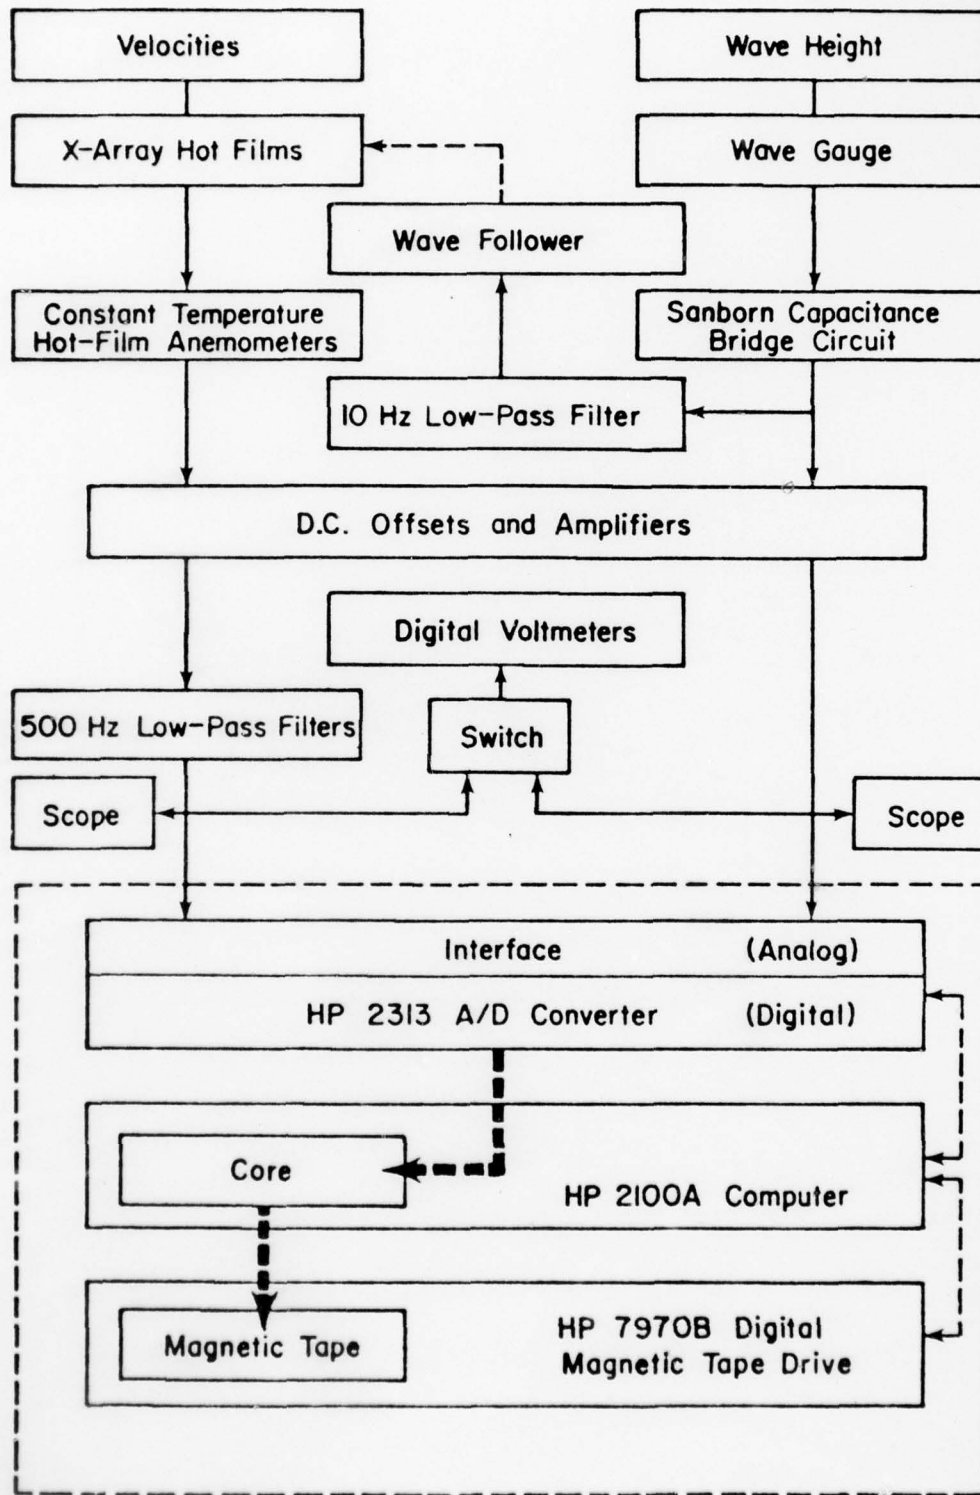 Velocities
Wave Height
X-Array Hot Films
Wave Gauge
Wave Follower
Constant Temperature
Hot-Film Anemometers
Sanborn Capacitance
Bridge Circuit
10 Hz Low-Pass Filter
D.C. Offsets and Amplifiers
Digital Voltmeters
500 Hz Low-Pass Filters
Switch
Scope
Scope
Interface (Analog)
HP 2313 A/D Converter (Digital)
Core
HP 2100A Computer
Magnetic Tape
HP 7970B Digital
Magnetic Tape Drive